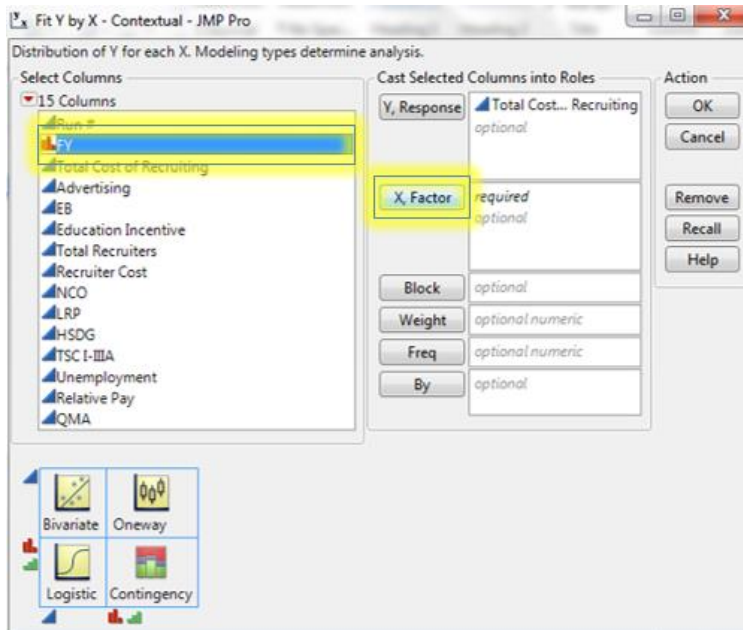 Fit Y by X - Contextual - JMP Pro
Distribution of Y for each X. Modeling types determine analysis.
Select Columns
15 Columns
Run #
FY
Total Cost of Recruiting
Advertising
EB
Education Incentive
Total Recruiters
Recruiter Cost
NCO
LRP
HSDG
TSC I-IIIA
Unemployment
Relative Pay
QMA
Cast Selected Columns into Roles
Y, Response
Total Cost... Recruiting
optional
X, Factor
required
optional
Block
optional
Weight
optional numeric
Freq
optional numeric
By
optional
Action
OK
Cancel
Remove
Recall
Help
Bivariate
Oneway
Logistic
Contingency